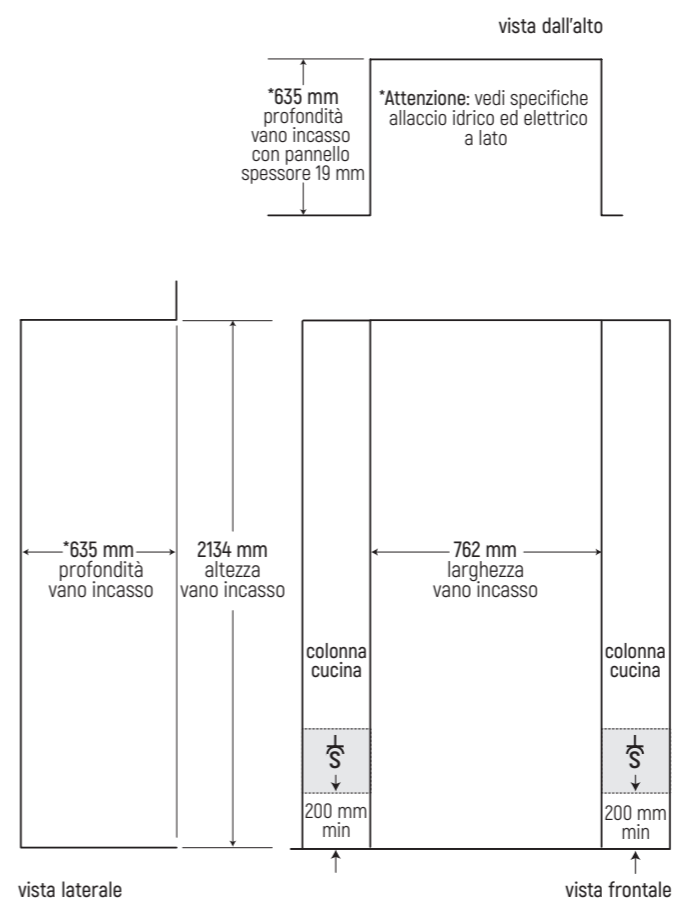 vista dall'alto
*635 mm
profondità
vano incasso
con pannello
spessore 19 mm
*Attenzione: vedi specifiche
allaccio idrico ed elettrico
a lato
*635 mm
profondità
vano incasso
2134 mm
altezza
vano incasso
762 mm
larghezza
vano incasso
colonna
cucina
colonna
cucina
S
S
200 mm
min
200 mm
min
vista laterale
vista frontale